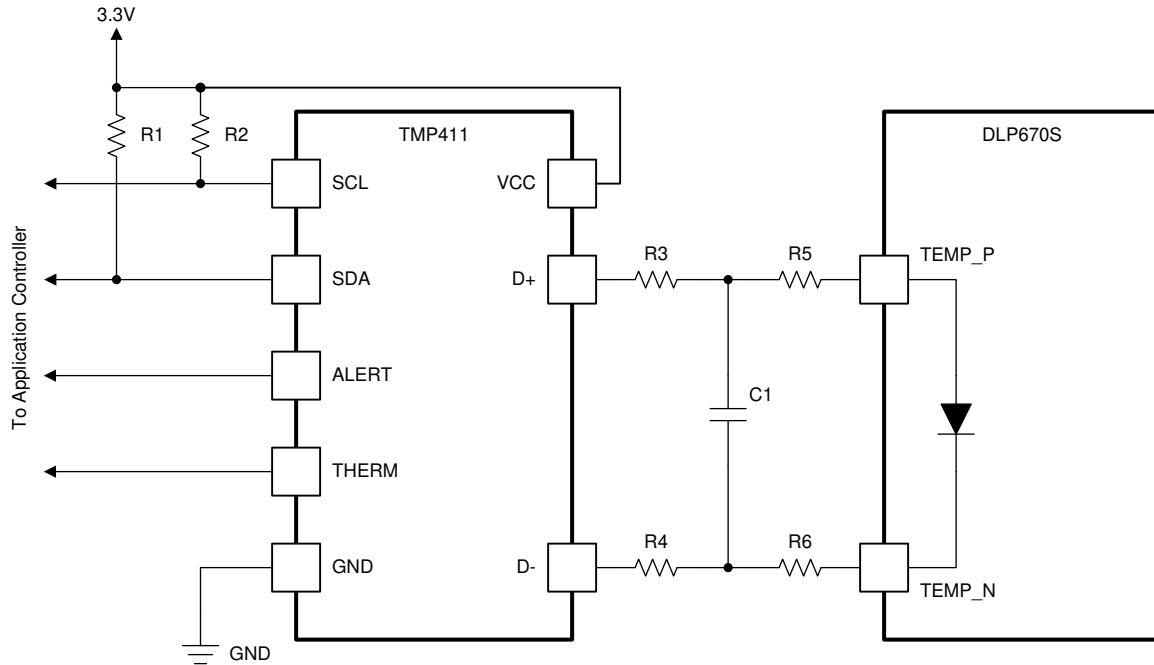 3.3V
R1
R2
TMP411
DLP670S
SCL
VCC
R3
R5
TEMP_P
To Application Controller
SDA
D+
ALERT
C1
THERM
R4
R6
GND
D-
TEMP_N
GND